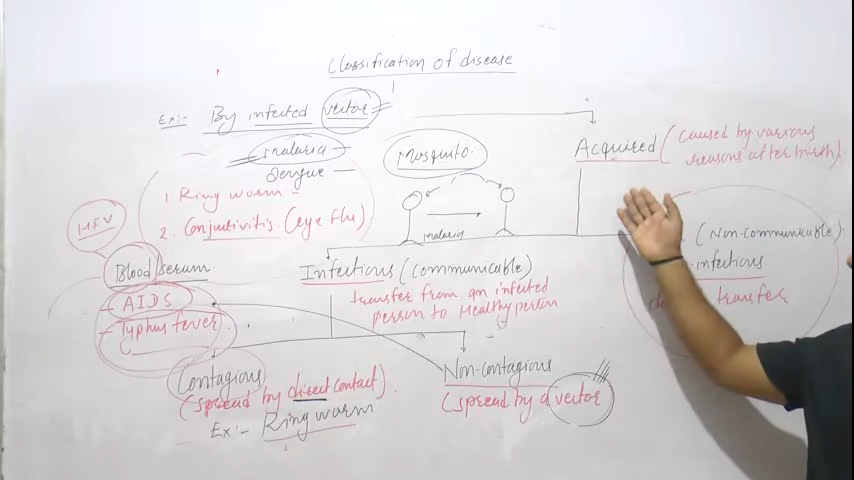 Classification of disease
Ex:- By infected vector
malaria
Dengue
Mosquito
Acquired (caused by various
reasons after birth)
1 Ring worm
2. Conjutivitis (eye flu)
malaria
HIV
Blood serum
AIDS
Typhus fever
Infectious (communicable)
transfer from an infected
person to Healthy person
(Non-communicable)
-infectious
transfer
Contagious
(spread by direct contact).
Ex:- Ring worm
Non-contagious
(spread by a vector